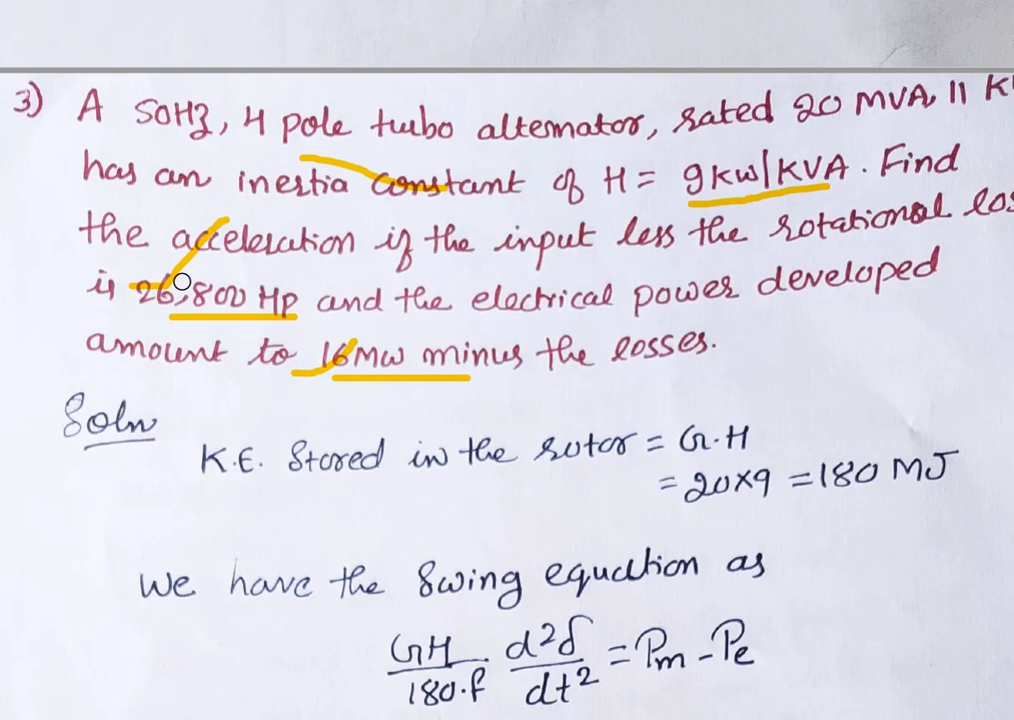 3) A 50HZ, 4 pole turbo alternator, rated 20 MVA, 11 K
has an inertia constant of H = 9KW/KVA. Find
the acceleration if the input less the rotational los
is 26,800 HP and the electrical power developed
amount to 16MW minus the losses.
Soln
K.E. Stored in the rotor = G.H
= 20x9 = 180 MJ
We have the Swing equation as
GH/180.f d²δ/dt² = Pm - Pe